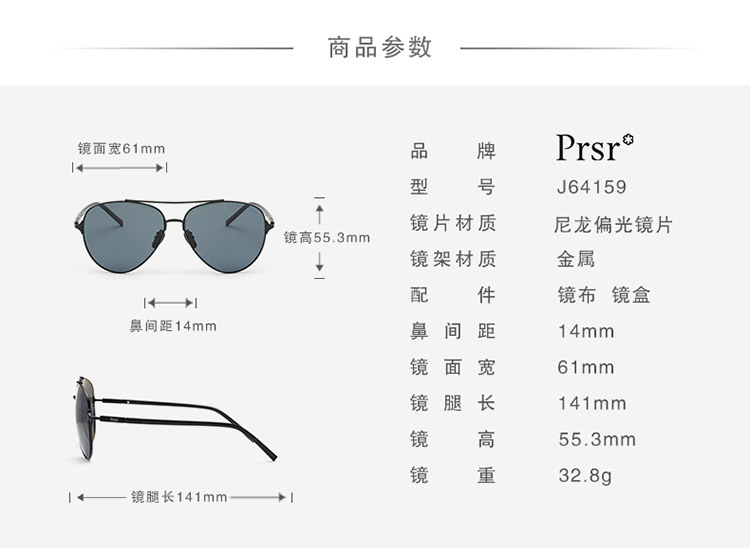 商品参数
镜面宽61mm
镜高55.3mm
鼻间距14mm
Prsr
镜腿长141mm
品牌 Prsr
型号 J64159
镜片材质 尼龙偏光镜片
镜架材质 金属
配件 镜布 镜盒
鼻间距 14mm
镜面宽 61mm
镜腿长 141mm
镜高 55.3mm
镜重 32.8g